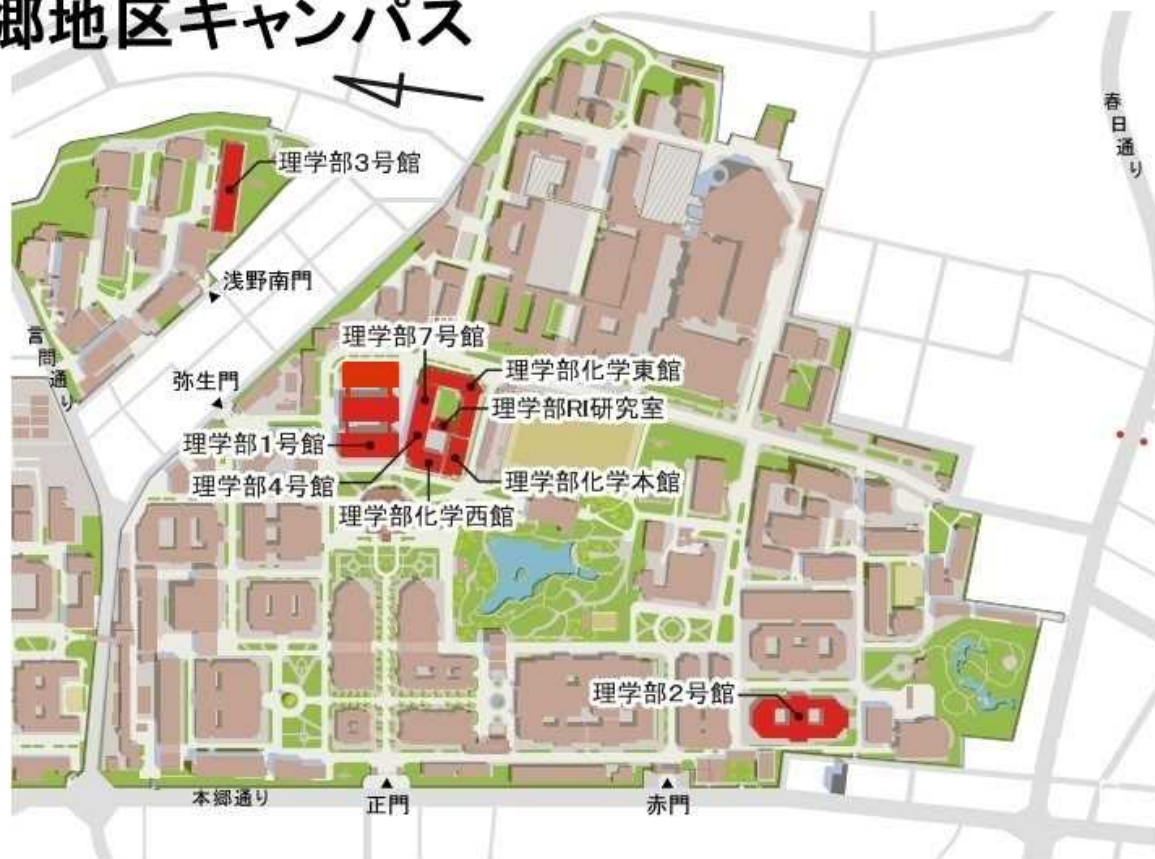 郷地区キャンパス
春日通り
理学部3号館
浅野南門
言問通り
理学部7号館
弥生門
理学部化学東館
理学部RI研究室
理学部1号館
理学部4号館
理学部化学本館
理学部化学西館
理学部2号館
本郷通り
正門
赤門